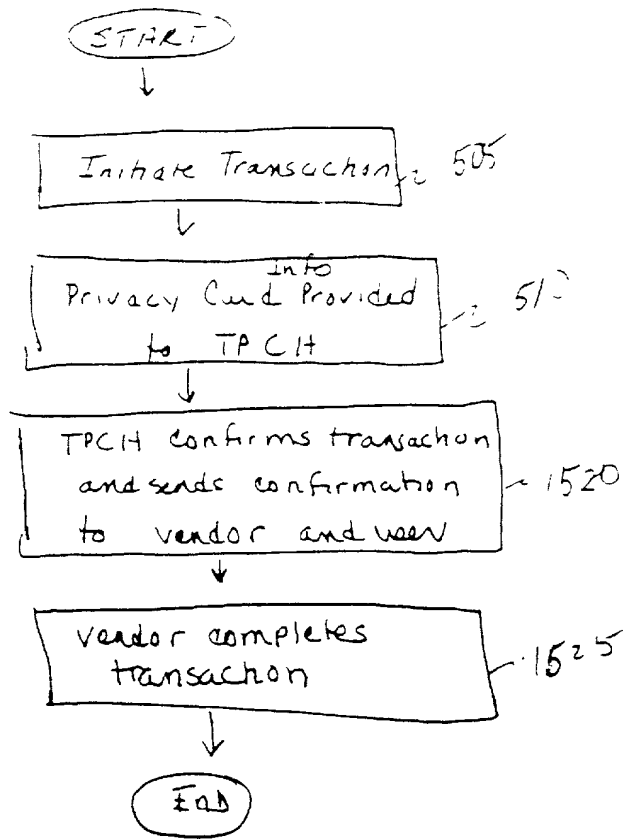 START
Initiate Transaction 505
Info
Privacy Card Provided
to TPCH
TPCH confirms transaction
and sends confirmation 1520
to vendor and user
vendor completes
transaction 1525
END